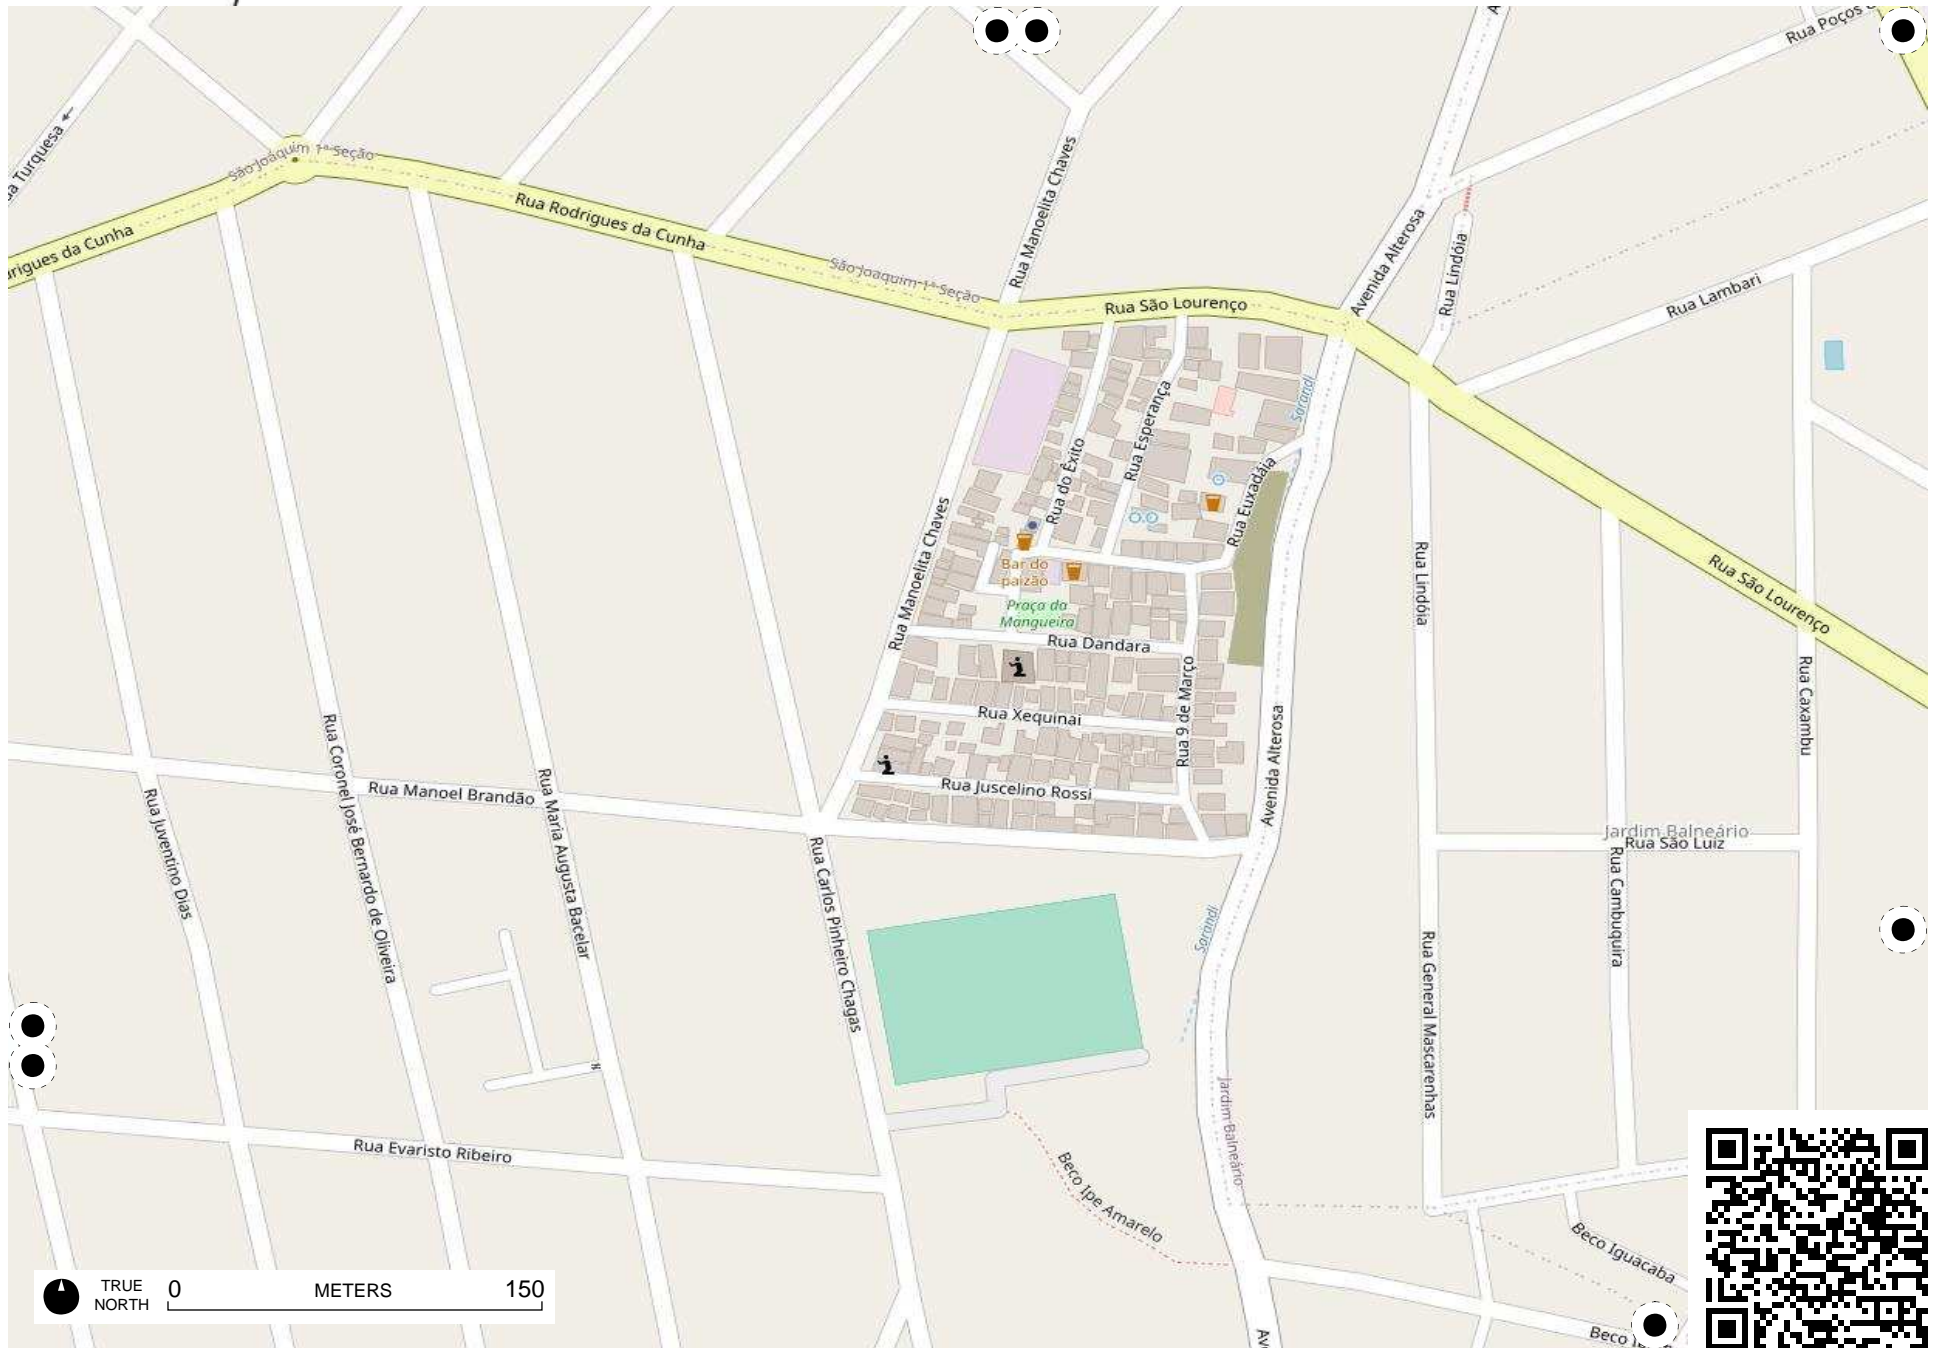 Rua Poços
Turquesa
São Joaquim 1ª Seção
Rua Manoelita Chaves
Rua Rodrigues da Cunha
rigues da Cunha
Avenida Alterosa
Rua Lindóia
São Joaquim 1ª Seção
Rua São Lourenço
Rua Lambari
Sarandi
Rua Esperança
Rua do Êxito
Rua Euxadáia
Rua Manoelita Chaves
Bar do
paizão
Praça da
Mangueira
Rua Lindóia
Rua São Lourenço
Rua Dandara
Rua 9 de Março
Rua Caxambu
Rua Xequinai
Avenida Alterosa
Rua Juscelino Rossi
Rua Manoel Brandão
Rua Juventino Dias
Rua Coronel José Bernardo de Oliveira
Rua Maria Augusta Bacelar
Rua Carlos Pinheiro Chagas
Jardim Balneário
Rua São Luiz
Rua Cambuquira
Sarandi
Rua General Mascarenhas
Jardim Balneário
Rua Evaristo Ribeiro
Beco Ipe Amarelo
Beco Iguacaba
TRUE
NORTH
0 METERS 150
Beco